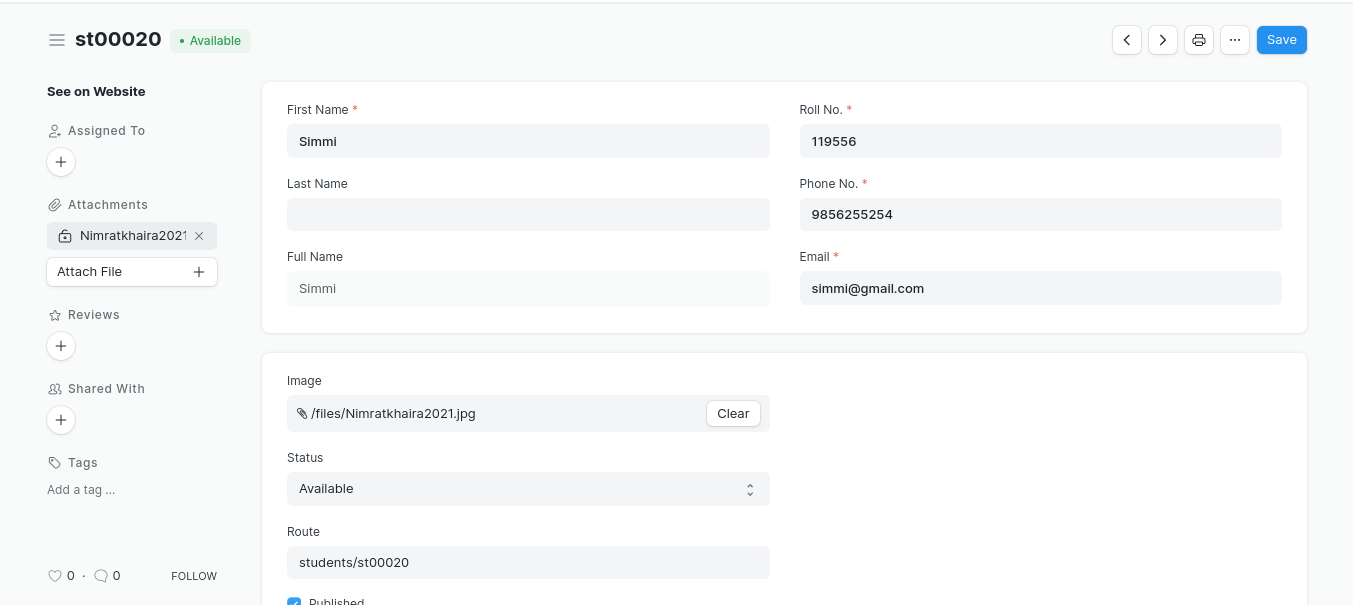 st00020
Available
Save
See on Website
Assigned To
Attachments
Nimratkhaira2021
Attach File
Reviews
Shared With
Tags
Add a tag ...
0 · 0 FOLLOW
First Name *
Simmi
Last Name
Full Name
Simmi
Roll No. *
119556
Phone No. *
9856255254
Email *
simmi@gmail.com
Image
/files/Nimratkhaira2021.jpg
Clear
Status
Available
Route
students/st00020
Published